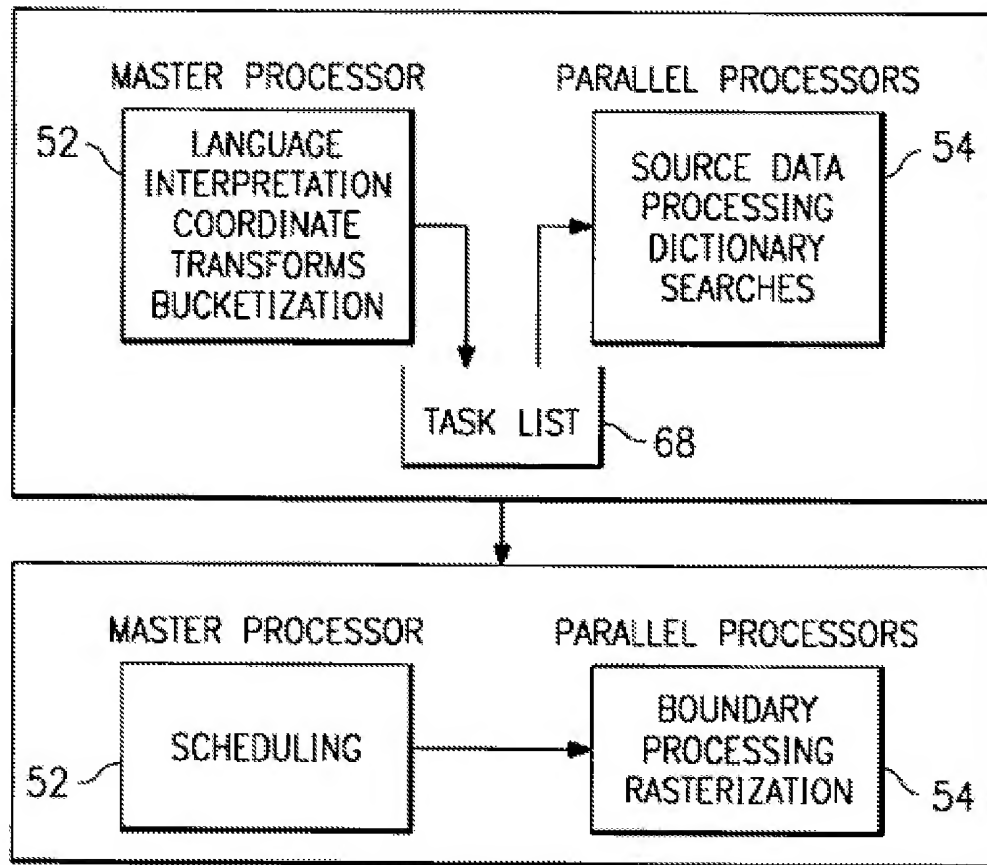 MASTER PROCESSOR
PARALLEL PROCESSORS
52
LANGUAGE
INTERPRETATION
COORDINATE
TRANSFORMS
BUCKETIZATION
SOURCE DATA
PROCESSING
DICTIONARY
SEARCHES
54
TASK LIST
68
MASTER PROCESSOR
PARALLEL PROCESSORS
52
SCHEDULING
BOUNDARY
PROCESSING
RASTERIZATION
54